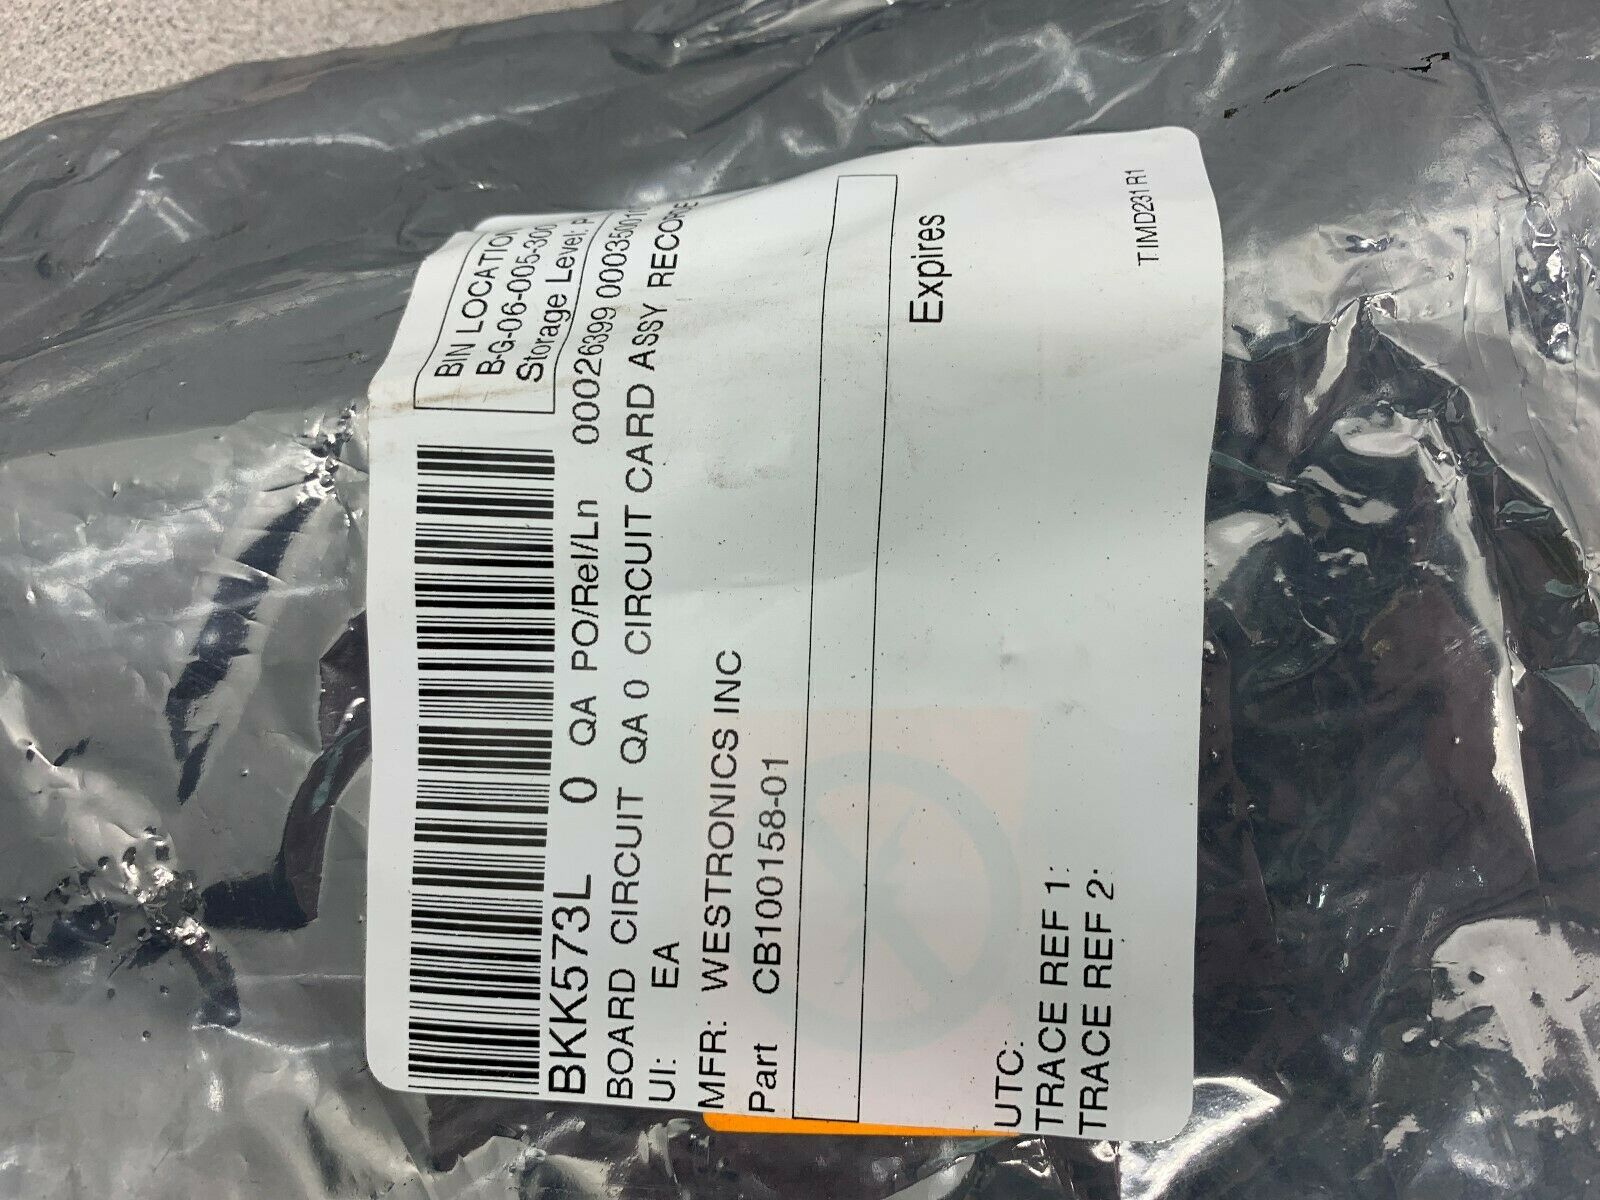 BIN LOCATION
B-G-06-005-300
Storage Level:
BKK573L 0 QA PO/Rel/Ln 00026399 00035001
BOARD CIRCUIT QA 0 CIRCUIT CARD ASSY RECORDE
UI: EA
MFR: WESTRONICS INC
Part CB100158-01
Expires
UTC:
TRACE REF 1:
TRACE REF 2:
TIMD231 R1